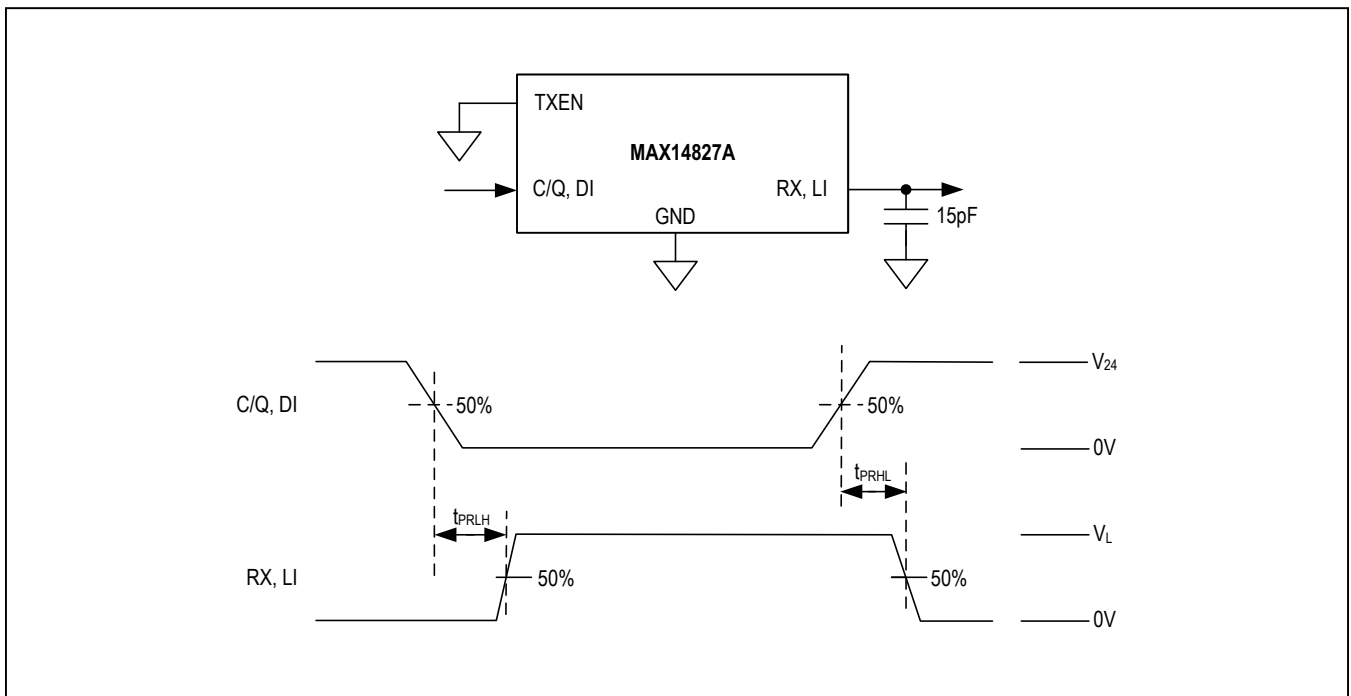 TXEN
MAX14827A
C/Q, DI
RX, LI
GND
15pF
V24
C/Q, DI
50%
50%
0V
tPRHL
tPRLH
VL
RX, LI
50%
50%
0V